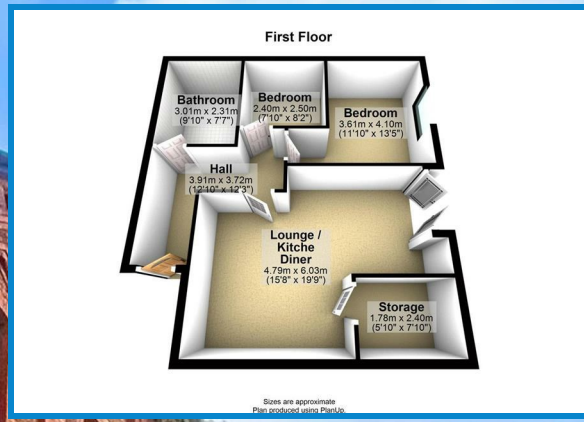 First Floor
Bathroom
3.01m x 2.31m
(9'10" x 7'7")
Bedroom
2.40m x 2.50m
(7'10" x 8'2")
Bedroom
3.61m x 4.10m
(11'10" x 13'5")
Hall
3.91m x 3.72m
(12'10" x 12'3")
Lounge /
Kitche
Diner
4.79m x 6.03m
(15'8" x 19'9")
Storage
1.78m x 2.40m
(5'10" x 7'10")
Sizes are approximate
Plan produced using PlanUp.